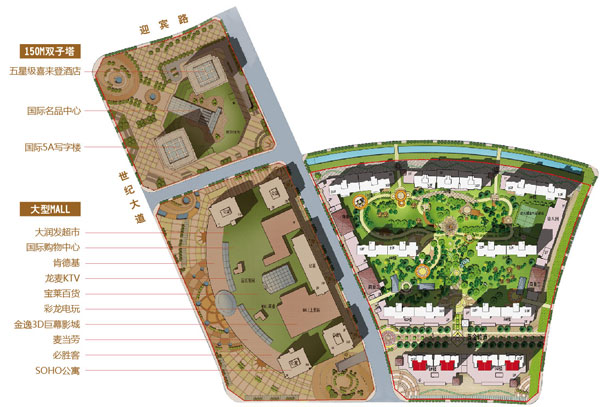 迎宾路
150M双子塔
五星级喜来登酒店
国际名品中心
国际5A写字楼
世纪大道
大型MALL
大润发超市
国际购物中心
肯德基
龙麦KTV
宝莱百货
彩龙电玩
金逸3D巨幕影城
麦当劳
必胜客
SOHO公寓